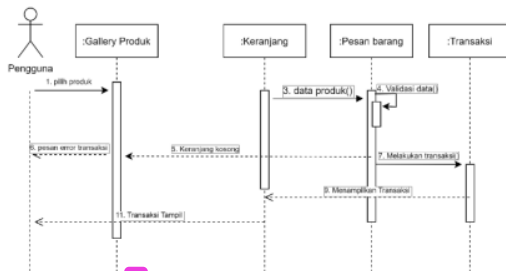 :Gallery Produk
:Keranjang
:Pesan barang
:Transaksi
Pengguna
1. pilih produk
3. data produk()
4. Validasi data()
6. pesan error transaksi
5. Keranjang kosong
7. Melakukan transaksi()
9. Menampilkan Transaksi
11. Transaksi Tampil